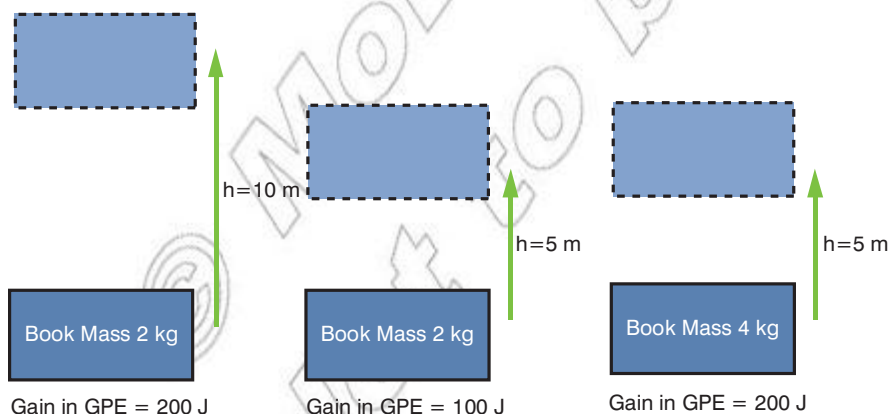 h=10 m
h=5 m
h=5 m
Book Mass 2 kg
Book Mass 2 kg
Book Mass 4 kg
Gain in GPE = 200 J
Gain in GPE = 100 J
Gain in GPE = 200 J